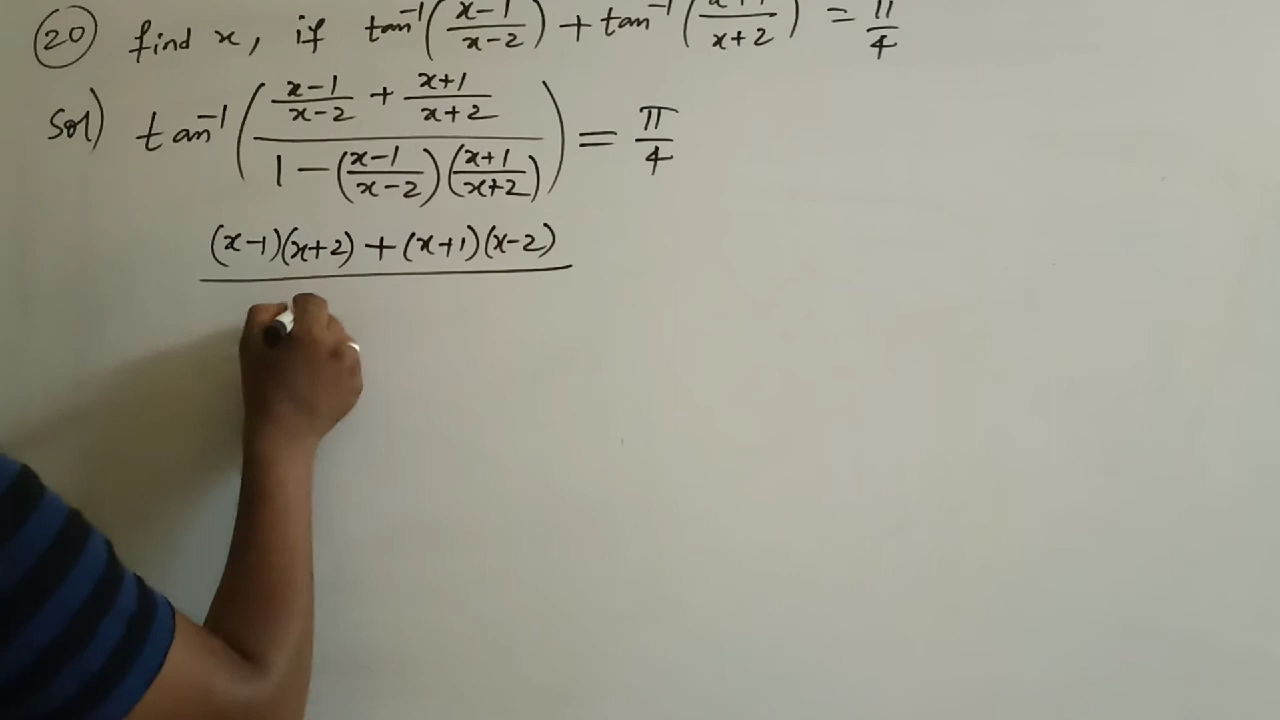 (20) find x, if tan⁻¹((x-1)/(x-2)) + tan⁻¹((x+1)/(x+2)) = π/4
Sol) tan⁻¹(((x-1)/(x-2) + (x+1)/(x+2))/(1-((x-1)/(x-2))((x+1)/(x+2)))) = π/4
(x-1)(x+2) + (x+1)(x-2)